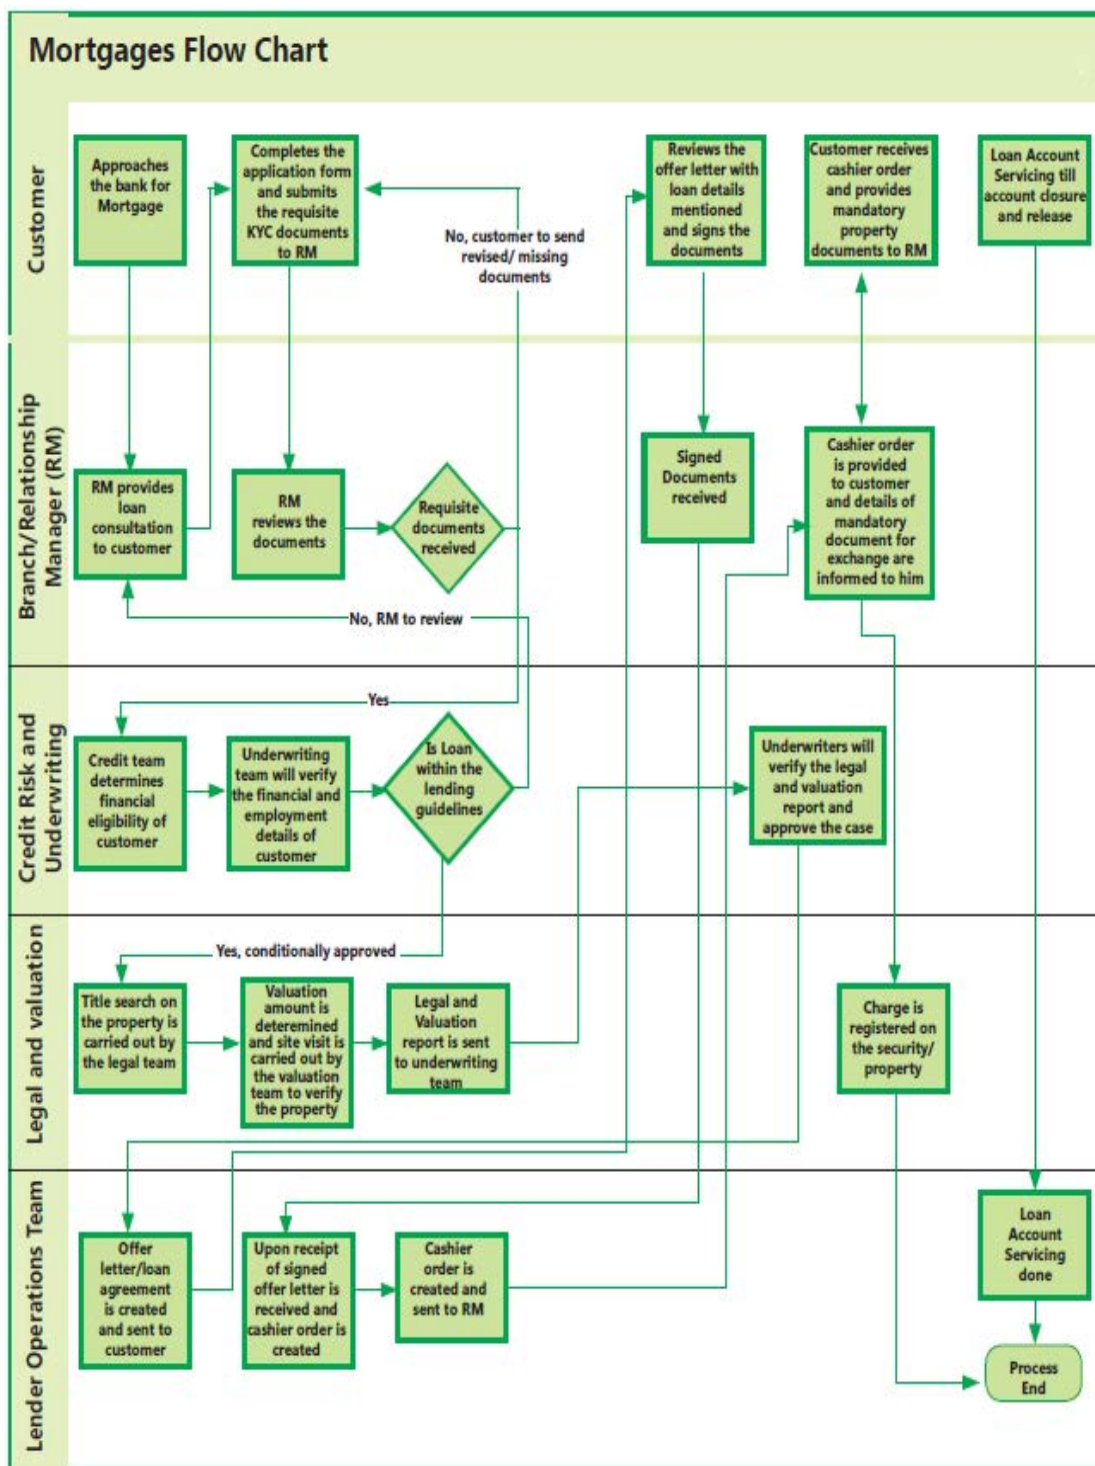 Mortgages Flow Chart
Customer
Approaches
the bank for
Mortgage
Completes the
application form
and submits
the requisite
KYC documents
to RM
No, customer to send
revised/ missing
documents
Reviews the
offer letter with
loan details
mentioned
and signs the
documents
Customer receives
cashier order
and provides
mandatory
property
documents to RM
Loan Account
Servicing till
account closure
and release
Branch/Relationship
Manager (RM)
RM provides
loan
consultation
to customer
RM
reviews the
documents
Requisite
documents
received
Signed
Documents
received
Cashier order
is provided
to customer
and details of
mandatory
document for
exchange are
informed to him
No, RM to review
Credit Risk and
Underwriting
Yes
Credit team
determines
financial
eligibility of
customer
Underwriting
team will verify
the financial and
employment
details of
customer
Is Loan
within the
lending
guidelines
Underwriters will
verify the legal
and valuation
report and
approve the case
Legal and valuation
Yes, conditionally approved
Title search on
the property is
carried out by
the legal team
Valuation
amount is
deteremined
and site visit is
carried out by
the valuation
team to verify
the property
Legal and
Valuation
report is sent
to underwriting
team
Charge is
registered on
the security/
property
Lender Operations Team
Offer
letter/loan
agreement
is created
and sent to
customer
Upon receipt
of signed
offer letter is
received and
cashier order is
created
Cashier
order is
created and
sent to RM
Loan
Account
Servicing
done
Process
End